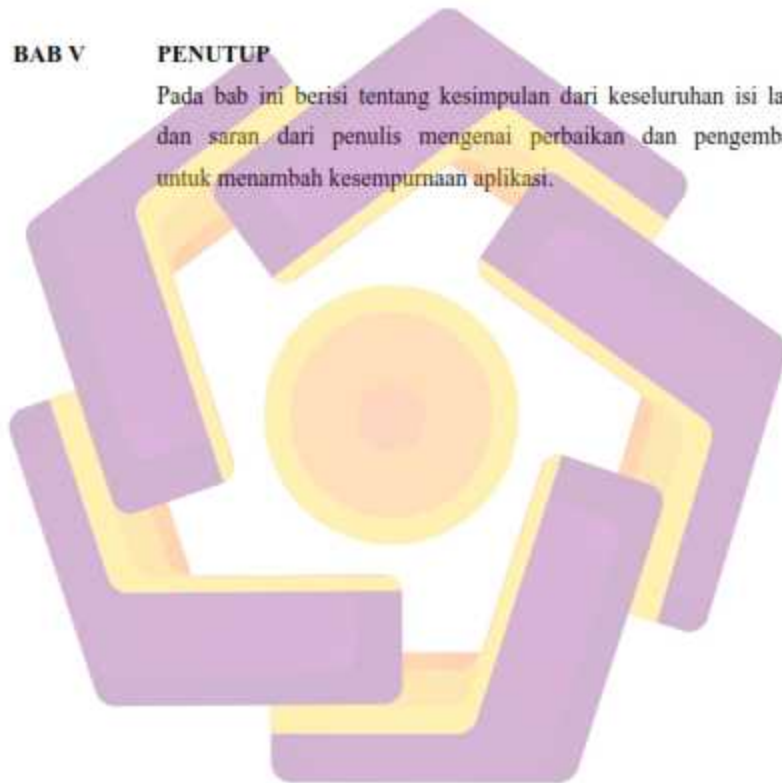 BAB V PENUTUP
Pada bab ini berisi tentang kesimpulan dari keseluruhan isi la
dan saran dari penulis mengenai perbaikan dan pengemba
untuk menambah kesempurnaan aplikasi.